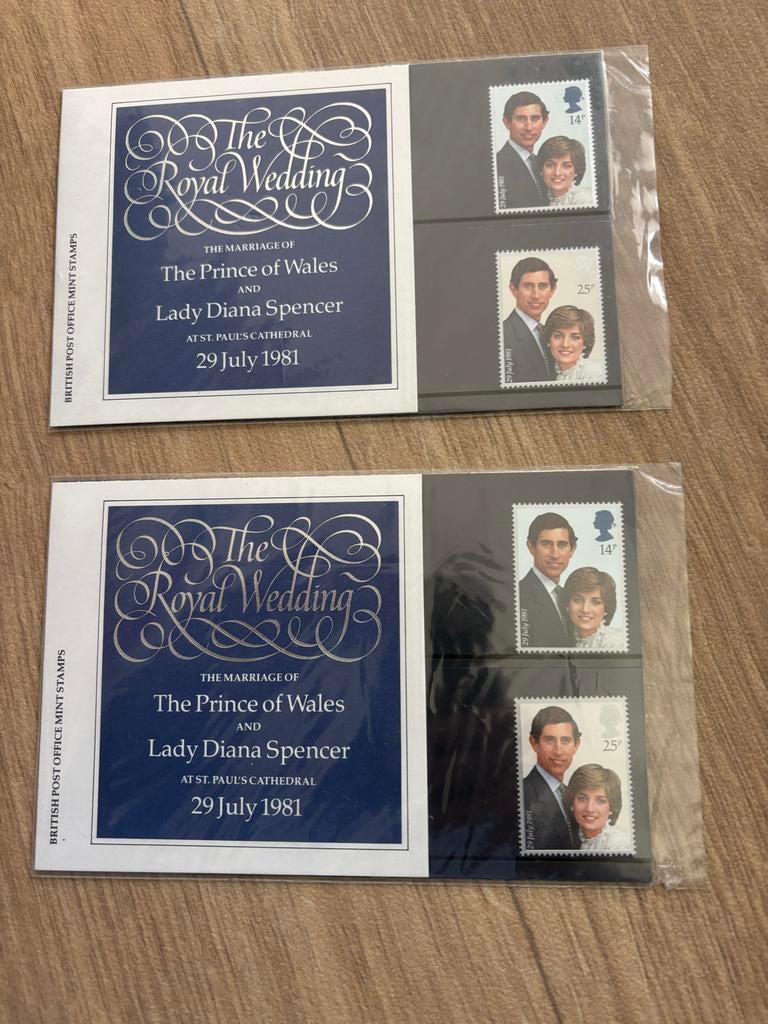 BRITISH POST OFFICE MINT STAMPS
The
Royal Wedding
THE MARRIAGE OF
The Prince of Wales
AND
Lady Diana Spencer
AT ST. PAUL'S CATHEDRAL
29 July 1981
14P
29 July 1981
25P
29 July 1981
BRITISH POST OFFICE MINT STAMPS
The
Royal Wedding
THE MARRIAGE OF
The Prince of Wales
AND
Lady Diana Spencer
AT ST. PAUL'S CATHEDRAL
29 July 1981
14P
29 July 1981
25P
29 July 1981